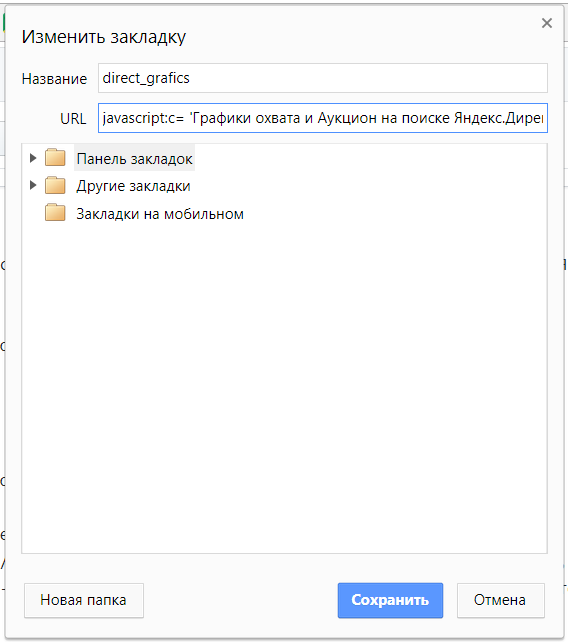 Изменить закладку
Название direct_grafics
URL javascript:c= 'Графики охвата и Аукцион на поиске Яндекс.Дирек
Панель закладок
Другие закладки
Закладки на мобильном
Новая папка Сохранить Отмена